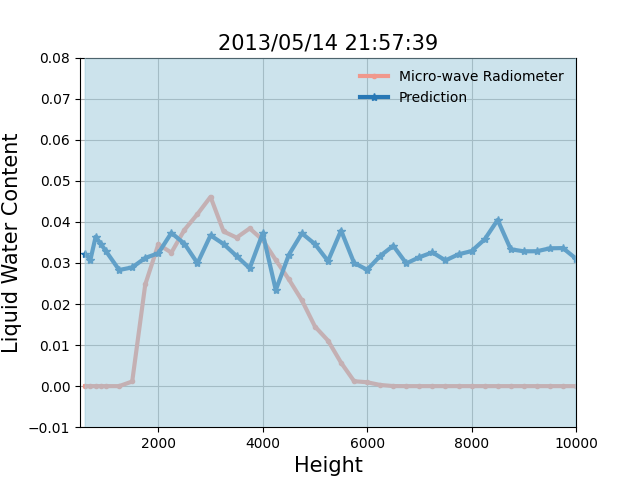 2013/05/14 21:57:39
Liquid Water Content
0.08
0.07
0.06
0.05
0.04
0.03
0.02
0.01
0.00
−0.01
Micro-wave Radiometer
Prediction
2000 4000 6000 8000 10000
Height